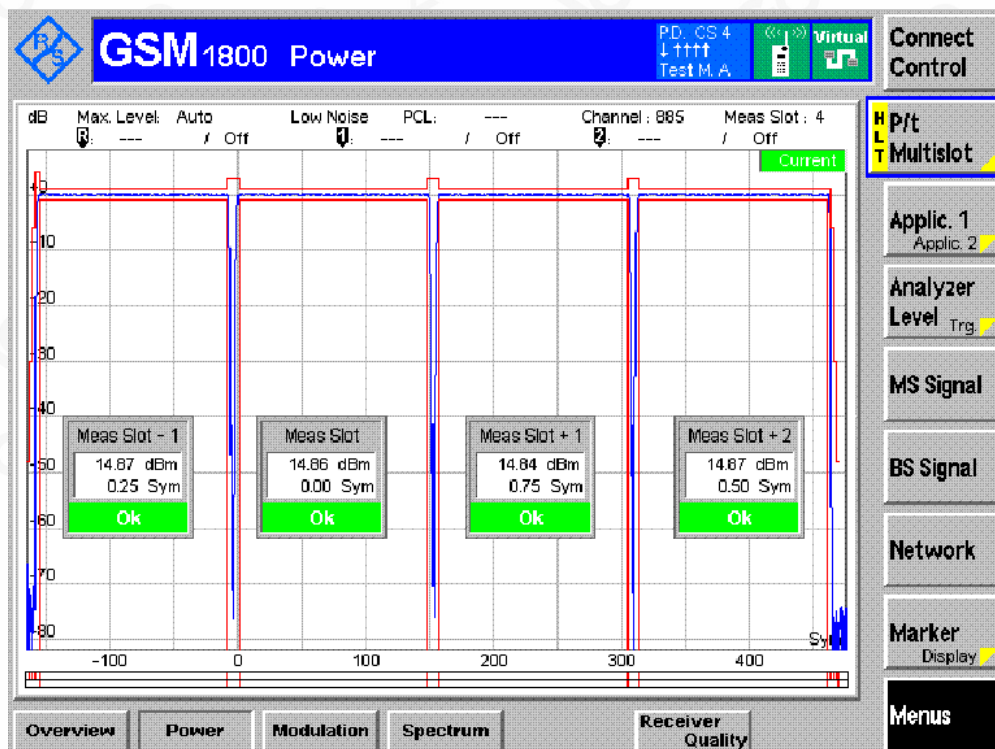 R/S
GSM 1800 Power
P.D. CS 4
↓ ↑↑↑↑
Test M. A
Virtual
Connect Control
dB Max. Level: Auto Low Noise PCL: --- Channel : 885 Meas Slot : 4
R: --- / Off 1: --- / Off 2: --- / Off
HLT
P/t
Multislot
Current
+0
-10
-20
-30
-40
-50
-60
-70
-80
Applic. 1
Applic. 2
Analyzer
Level Trg.
MS Signal
Meas Slot - 1 Meas Slot Meas Slot + 1 Meas Slot + 2
14.87 dBm 14.86 dBm 14.84 dBm 14.87 dBm
0.25 Sym 0.00 Sym 0.75 Sym 0.50 Sym
Ok Ok Ok Ok
BS Signal
Network
-100 0 100 200 300 400
Marker
Display
Menus
Overview Power Modulation Spectrum Receiver Quality